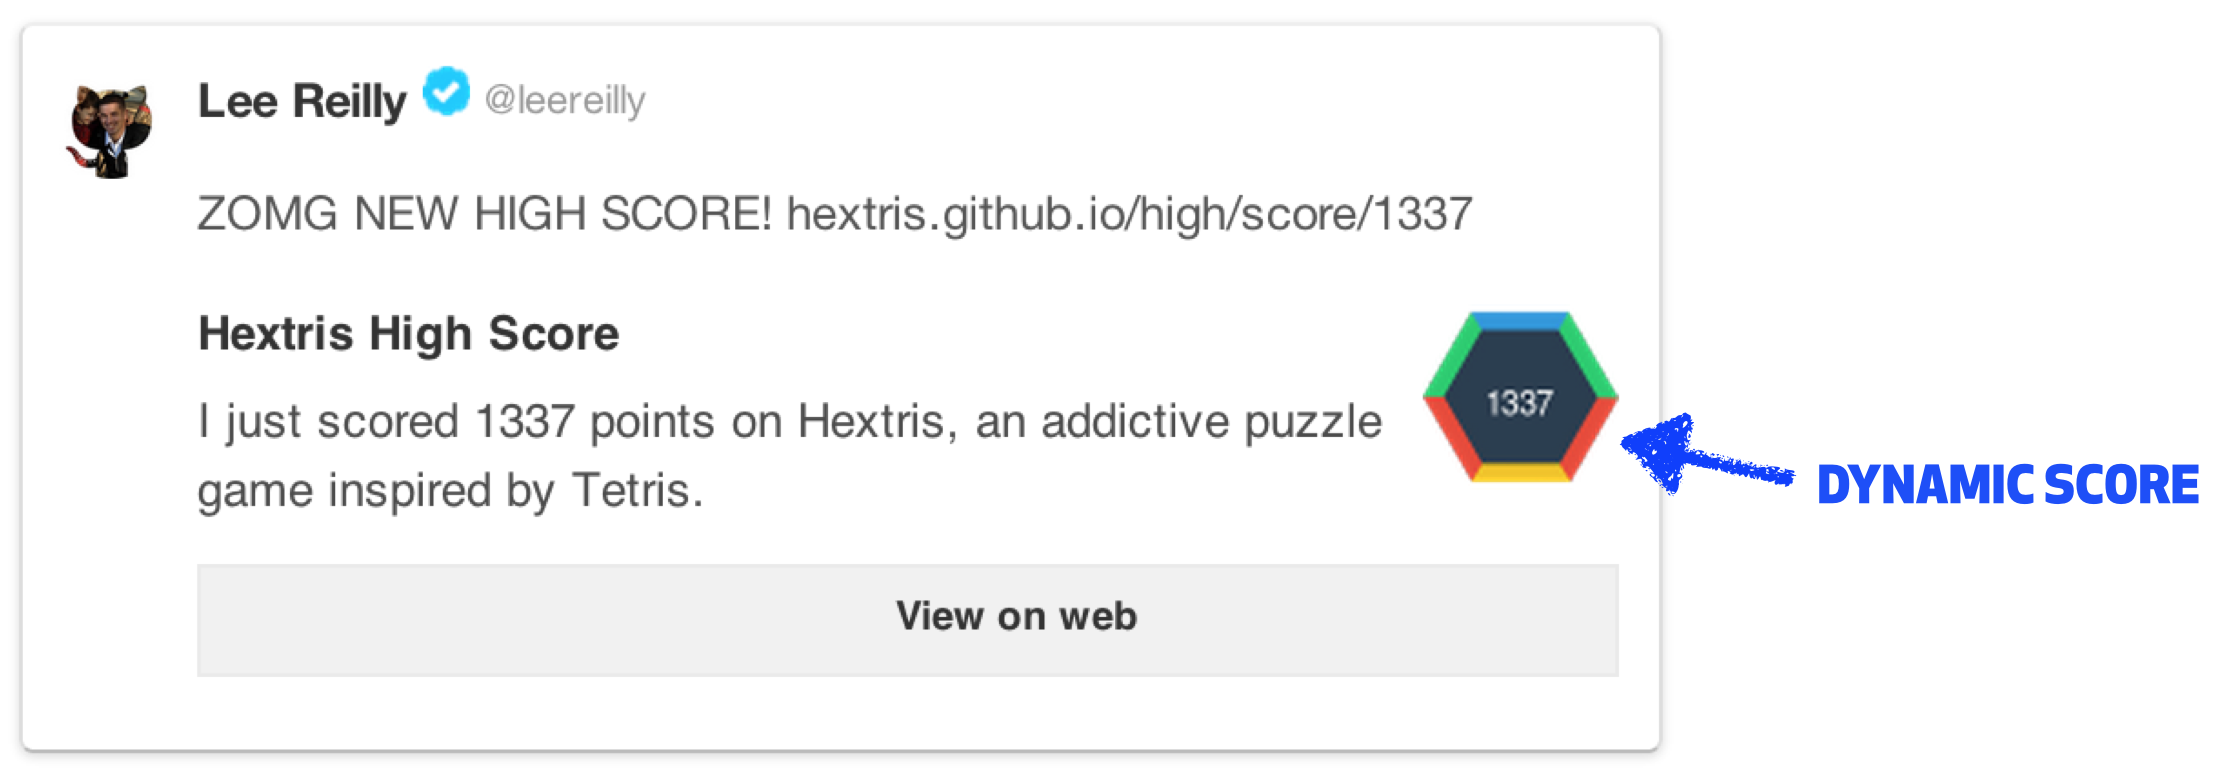 Lee Reilly @leereilly
ZOMG NEW HIGH SCORE! hextris.github.io/high/score/1337
Hextris High Score
I just scored 1337 points on Hextris, an addictive puzzle
game inspired by Tetris.
1337
DYNAMIC SCORE
View on web